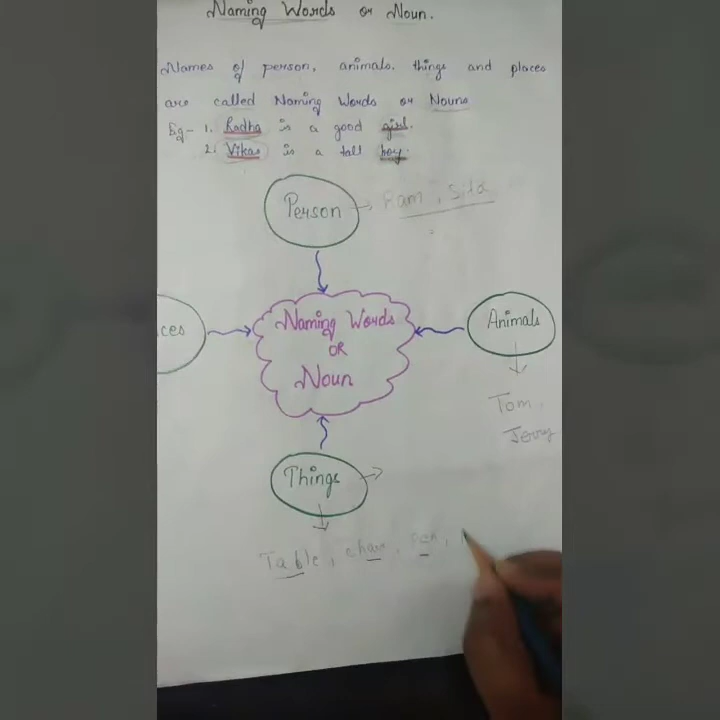 Naming Words or Noun.
Names of person, animals. things and places
are called Naming Words or Nouns
Eg- 1. Radha is a good girl.
2. Vikas is a tall boy.
Person
Ram, Sita
ces
Naming Words
OR
Noun
Animals
Tom,
Jerry
Things
Table, chair, Pen,